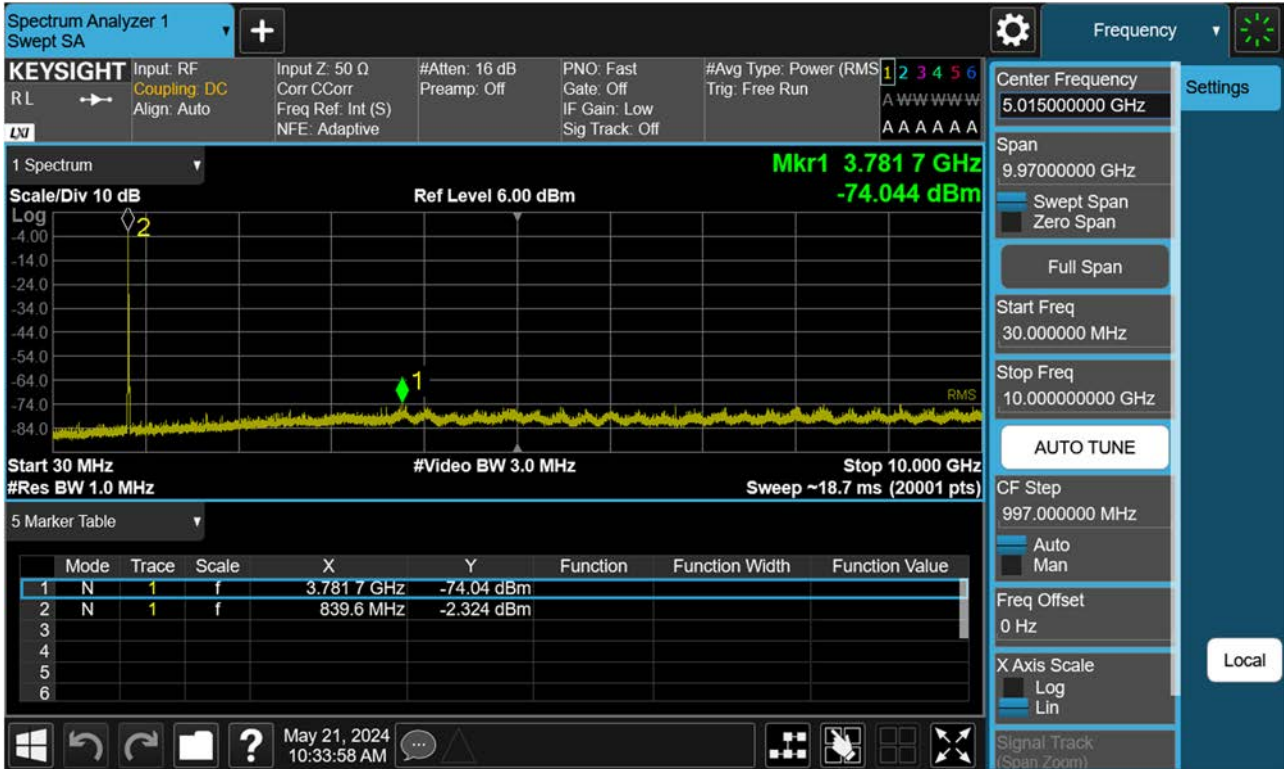 Spectrum Analyzer 1
Swept SA
Frequency
KEYSIGHT
RL
LXI
Input: RF
Coupling: DC
Align: Auto
Input Z: 50 Ω
Corr CCorr
Freq Ref: Int (S)
NFE: Adaptive
#Atten: 16 dB
Preamp: Off
PNO: Fast
Gate: Off
IF Gain: Low
Sig Track: Off
#Avg Type: Power (RMS
Trig: Free Run
1 2 3 4 5 6
A W W W W W
A A A A A A
1 Spectrum
Scale/Div 10 dB
Ref Level 6.00 dBm
Mkr1 3.781 7 GHz
-74.044 dBm
Log
-4.00
-14.0
-24.0
-34.0
-44.0
-54.0
-64.0
-74.0
-84.0
2
1
RMS
Start 30 MHz
#Video BW 3.0 MHz
Stop 10.000 GHz
#Res BW 1.0 MHz
Sweep ~18.7 ms (20001 pts)
5 Marker Table
Mode Trace Scale X Y Function Function Width Function Value
1 N 1 f 3.781 7 GHz -74.04 dBm
2 N 1 f 839.6 MHz -2.324 dBm
3
4
5
6
May 21, 2024
10:33:58 AM
Center Frequency
5.015000000 GHz
Span
9.97000000 GHz
Swept Span
Zero Span
Full Span
Start Freq
30.000000 MHz
Stop Freq
10.000000000 GHz
AUTO TUNE
CF Step
997.000000 MHz
Auto
Man
Freq Offset
0 Hz
X Axis Scale
Log
Lin
Signal Track
(Span Zoom)
Settings
Local